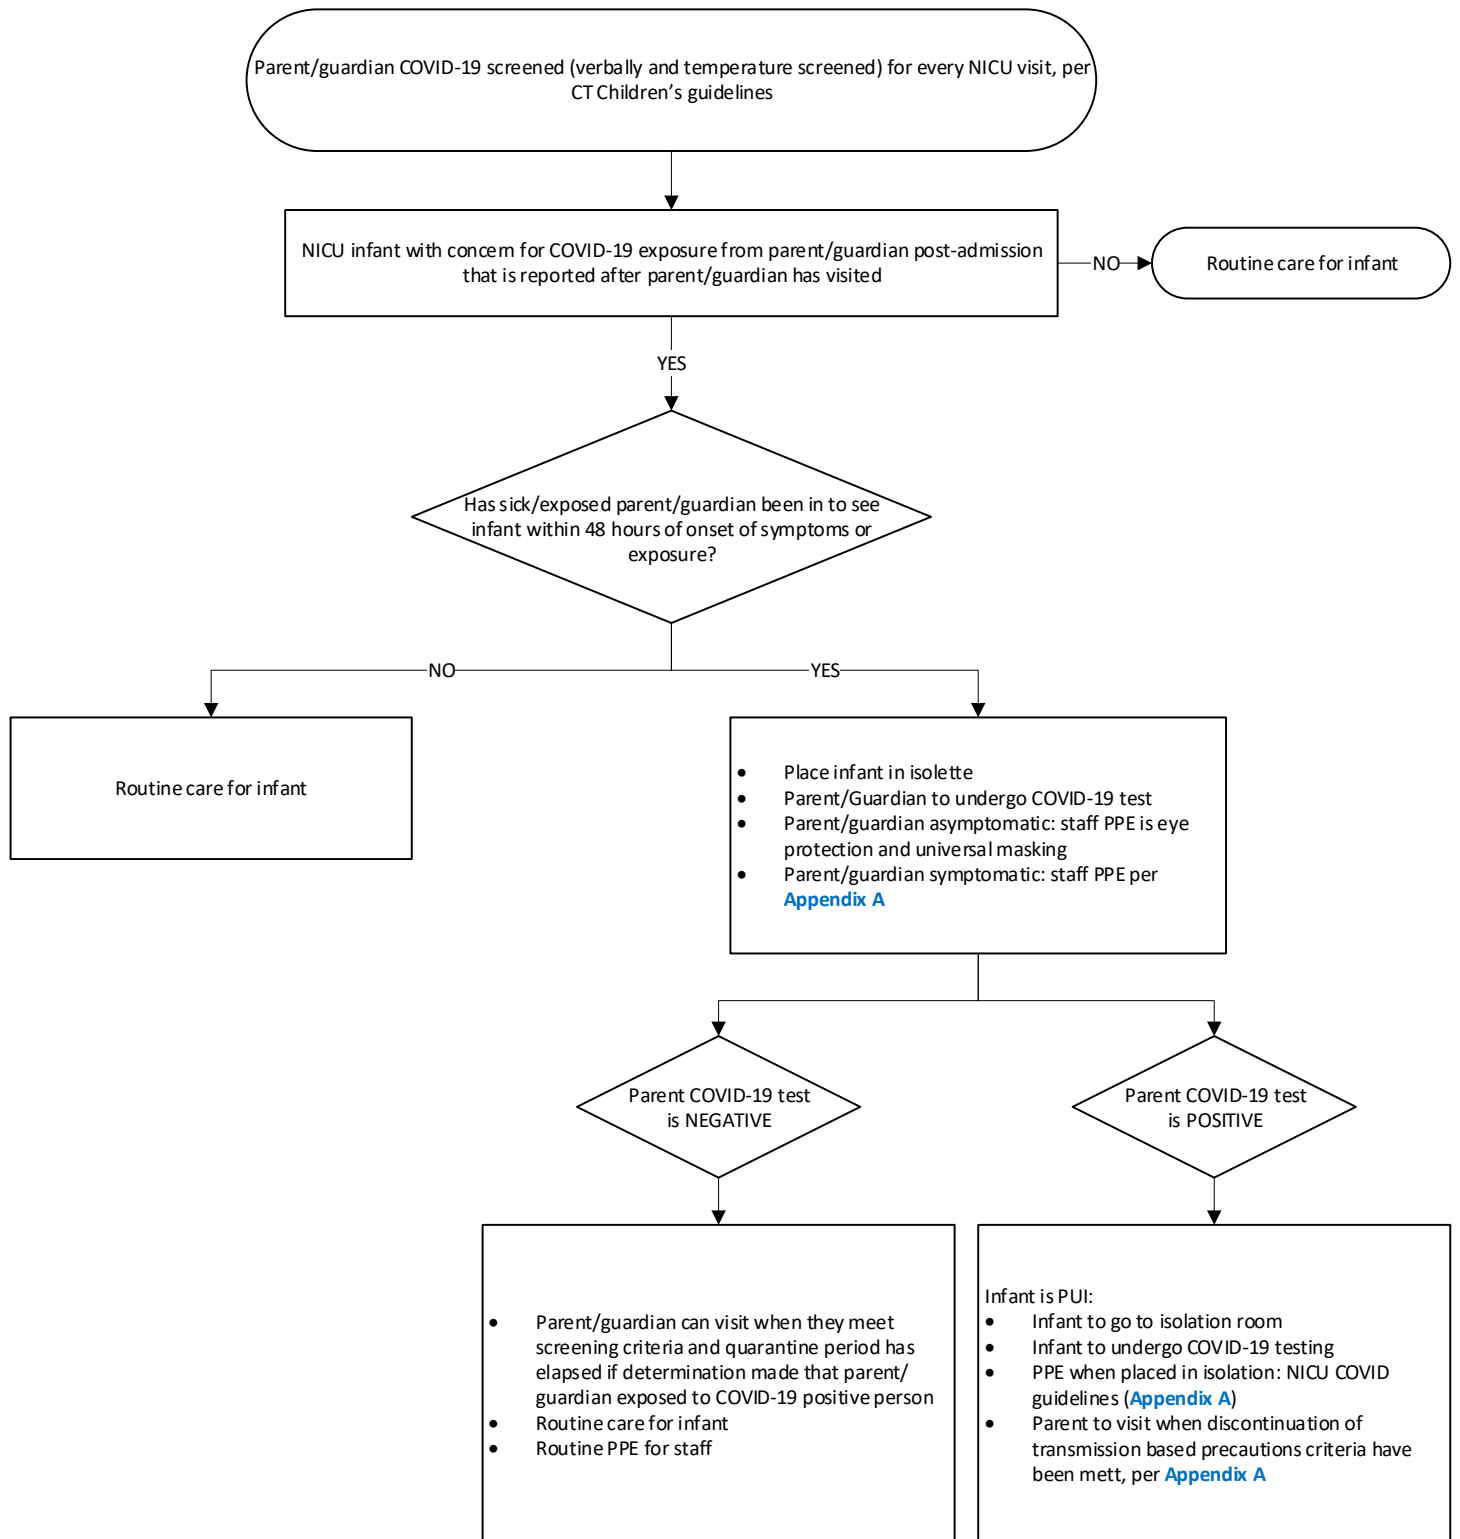 Parent/guardian COVID-19 screened (verbally and temperature screened) for every NICU visit, per
CT Children's guidelines
NICU infant with concern for COVID-19 exposure from parent/guardian post-admission
that is reported after parent/guardian has visited
NO
Routine care for infant
YES
Has sick/exposed parent/guardian been in to see
infant within 48 hours of onset of symptoms or
exposure?
NO
YES
Routine care for infant
• Place infant in isolette
• Parent/Guardian to undergo COVID-19 test
• Parent/guardian asymptomatic: staff PPE is eye
protection and universal masking
• Parent/guardian symptomatic: staff PPE per
Appendix A
Parent COVID-19 test
is NEGATIVE
Parent COVID-19 test
is POSITIVE
• Parent/guardian can visit when they meet
screening criteria and quarantine period has
elapsed if determination made that parent/
guardian exposed to COVID-19 positive person
• Routine care for infant
• Routine PPE for staff
Infant is PUI:
• Infant to go to isolation room
• Infant to undergo COVID-19 testing
• PPE when placed in isolation: NICU COVID
guidelines (Appendix A)
• Parent to visit when discontinuation of
transmission based precautions criteria have
been mett, per Appendix A